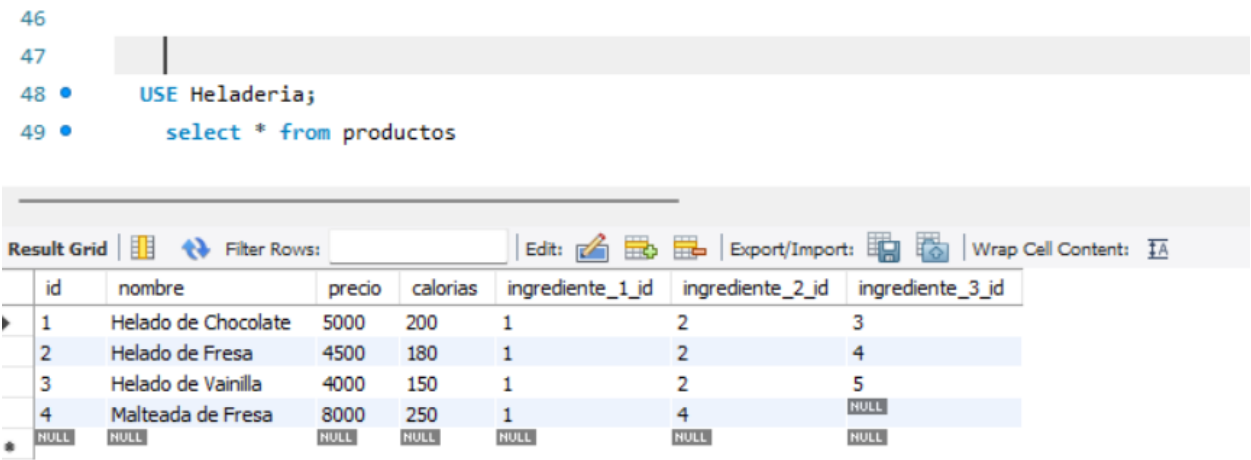 46
47
48 USE Heladeria;
49 select * from productos
Result Grid Filter Rows: Edit: Export/Import: Wrap Cell Content: IA
id nombre precio calorias ingrediente_1_id ingrediente_2_id ingrediente_3_id
1 Helado de Chocolate 5000 200 1 2 3
2 Helado de Fresa 4500 180 1 2 4
3 Helado de Vainilla 4000 150 1 2 5
4 Malteada de Fresa 8000 250 1 4 NULL
NULL NULL NULL NULL NULL NULL NULL